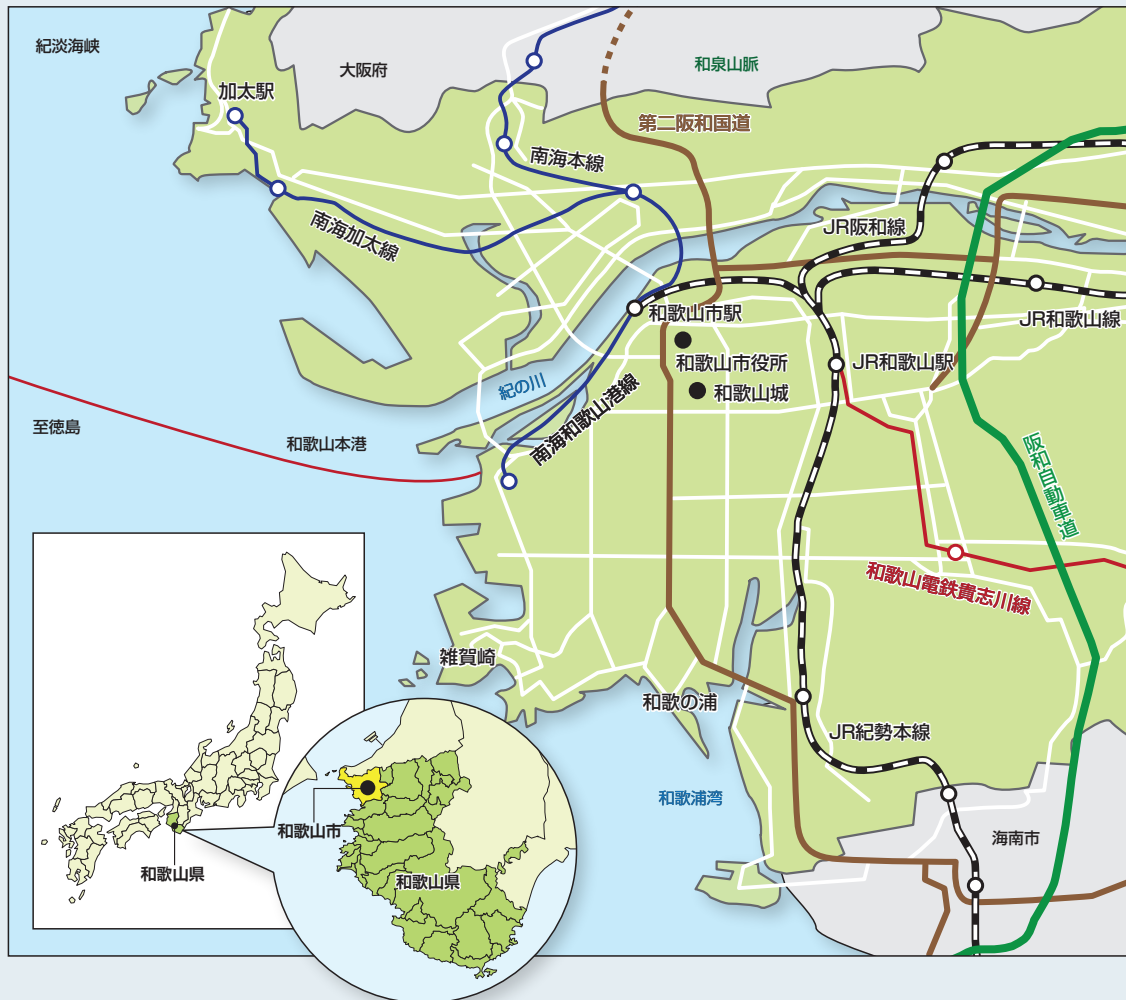 紀淡海峡
大阪府
和泉山脈
加太駅
第二阪和国道
南海本線
南海加太線
JR阪和線
和歌山市駅
JR和歌山線
和歌山市役所
JR和歌山駅
紀の川
和歌山城
至徳島
和歌山本港
南海和歌山港線
阪和自動車道
和歌山電鉄貴志川線
雑賀崎
和歌の浦
JR紀勢本線
和歌浦湾
海南市
和歌山市
和歌山県
和歌山県